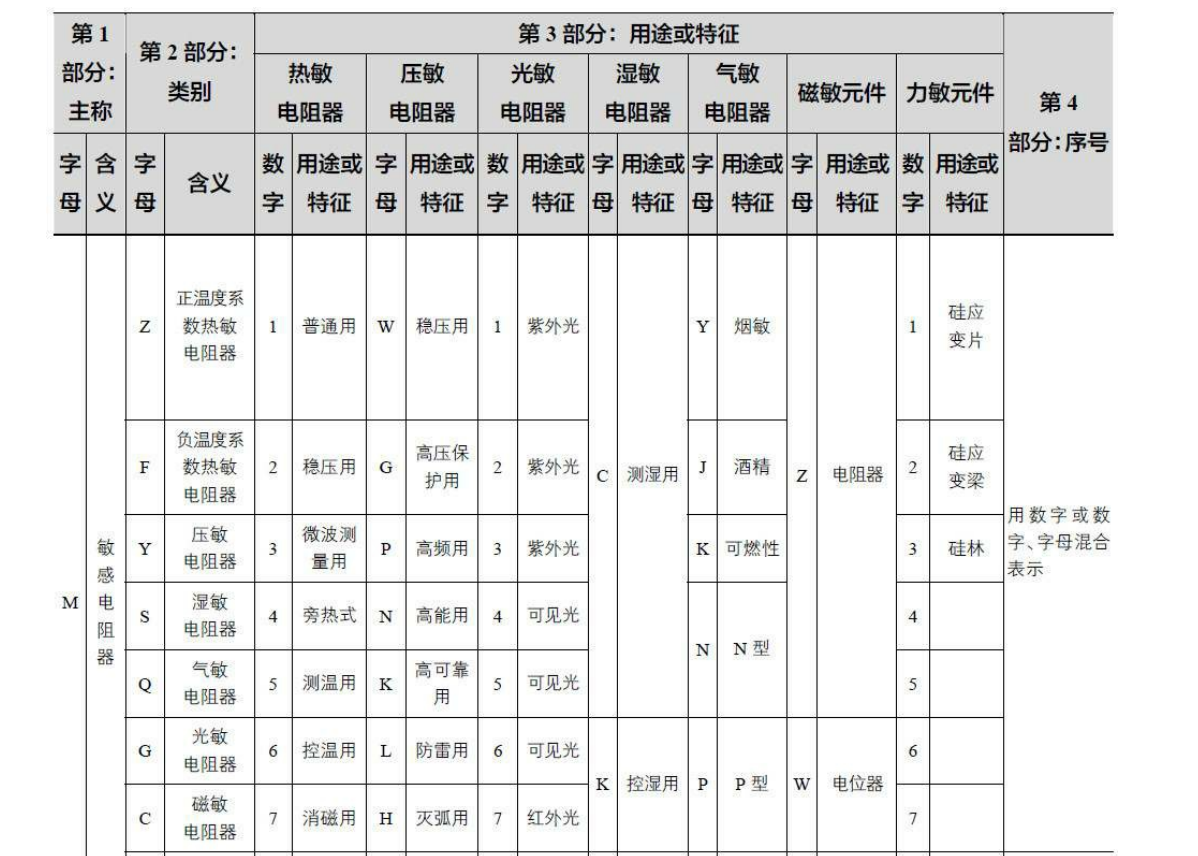 第 1
部分：
主称
第 2 部分：
类别
第 3 部分：用途或特征
第 4
部分：序号
热敏
电阻器
压敏
电阻器
光敏
电阻器
湿敏
电阻器
气敏
电阻器
磁敏元件
力敏元件
字
母
含
义
字
母
含义
数
字
用途或
特征
字
母
用途或
特征
数
字
用途或
特征
字
母
用途或
特征
字
母
用途或
特征
字
母
用途或
特征
数
字
用途或
特征
M
敏
感
电
阻
器
Z
正温度系
数热敏
电阻器
1
普通用
W
稳压用
1
紫外光
C
测湿用
Y
烟敏
Z
电阻器
1
硅应
变片
用数字或数
字、字母混合
表示
F
负温度系
数热敏
电阻器
2
稳压用
G
高压保
护用
2
紫外光
J
酒精
2
硅应
变梁
Y
压敏
电阻器
3
微波测
量用
P
高频用
3
紫外光
K
可燃性
3
硅林
S
湿敏
电阻器
4
旁热式
N
高能用
4
可见光
N
N 型
4
Q
气敏
电阻器
5
测温用
K
高可靠
用
5
可见光
5
G
光敏
电阻器
6
控温用
L
防雷用
6
可见光
K
控湿用
P
P 型
W
电位器
6
C
磁敏
电阻器
7
消磁用
H
灭弧用
7
红外光
7